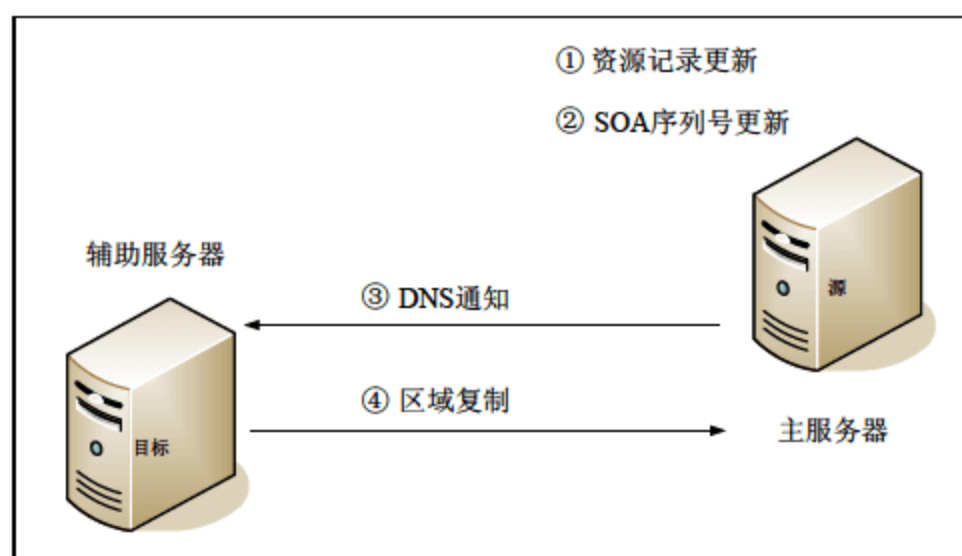 ① 资源记录更新
② SOA序列号更新
源
辅助服务器
③ DNS通知
④ 区域复制
主服务器
目标